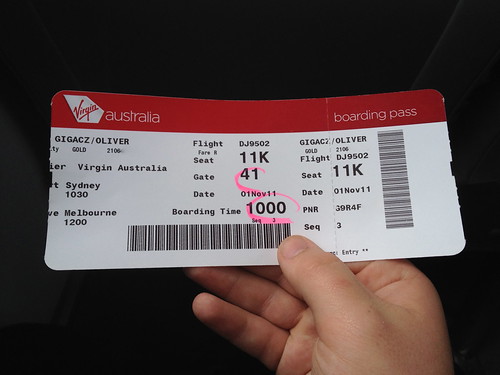 Virgin australia
boarding pass
GIGACZ/OLIVER
ty GOLD 2106
ier Virgin Australia
t Sydney
1030
ve Melbourne
1200
Flight DJ9502
Fare R
Seat 11K
Gate 41
Date 01Nov11
Boarding Time 1000
Seq 3
GIGACZ/OLIVER
GOLD 2106
Flight DJ9502
Seat 11K
Date 01Nov11
PNR G9R4F
Seq 3
Entry **